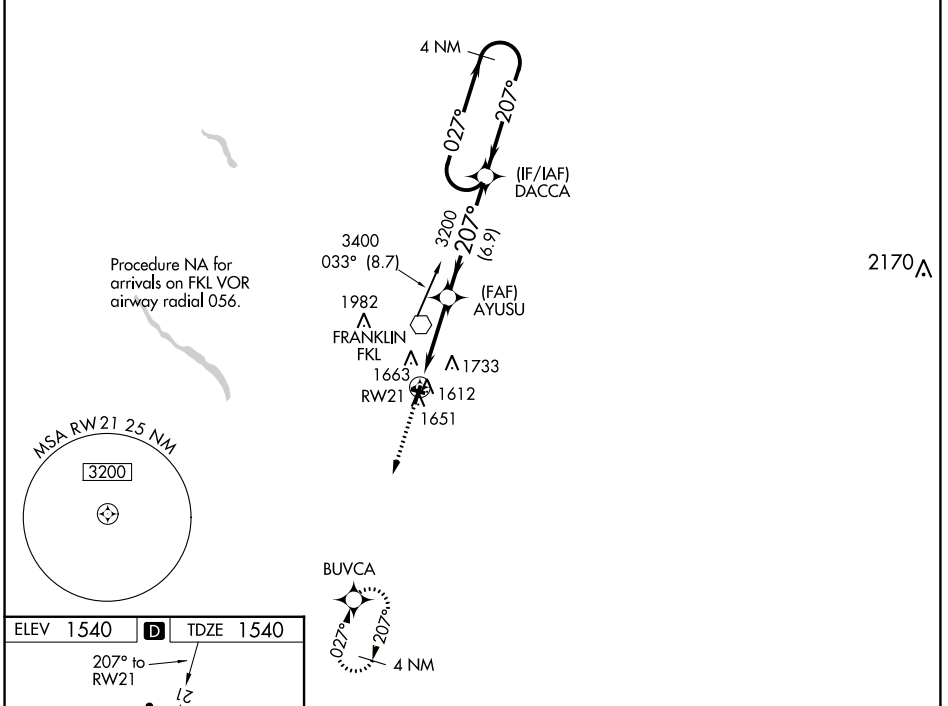 4 NM
027°
207°
(IF/IAF)
DACCA
3200
207°
(6.9)
3400
033° (8.7)
2170
Procedure NA for
arrivals on FKL VOR
airway radial 056.
(FAF)
AYUSU
1982
FRANKLIN
FKL
1663
1733
RW21
1612
1651
MSA RW21 25 NM
3200
BUVCA
027°
207°
4 NM
ELEV 1540 D TDZE 1540
207° to
RW21
21